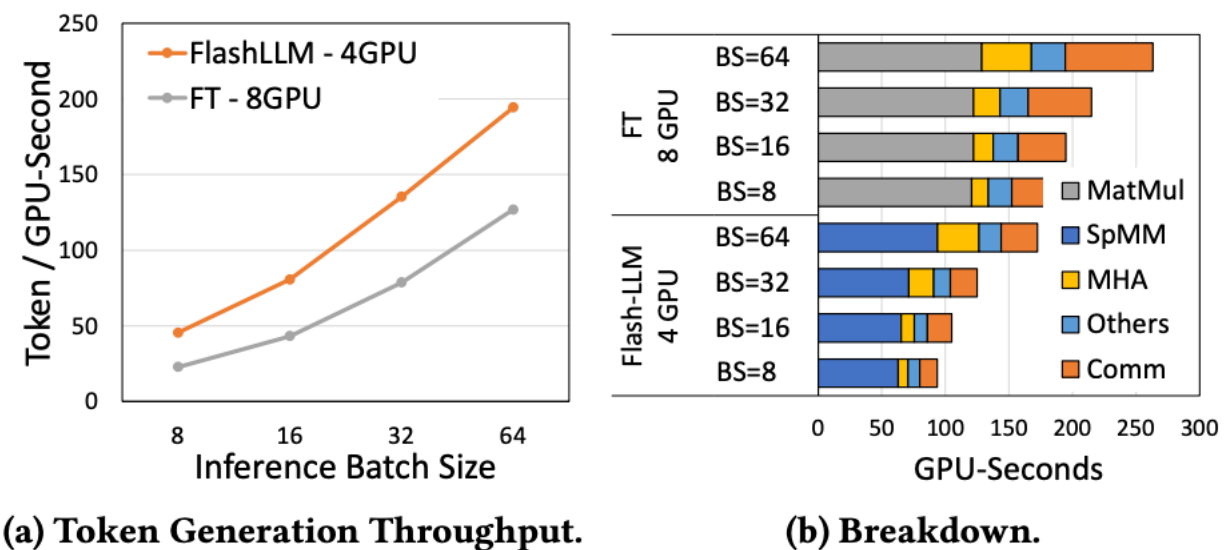 250
200
150
100
50
0
Token / GPU-Second
FlashLLM - 4GPU
FT - 8GPU
8 16 32 64
Inference Batch Size
(a) Token Generation Throughput.
FT
8 GPU
BS=64
BS=32
BS=16
BS=8
Flash-LLM
4 GPU
BS=64
BS=32
BS=16
BS=8
MatMul
SpMM
MHA
Others
Comm
0 50 100 150 200 250 300
GPU-Seconds
(b) Breakdown.